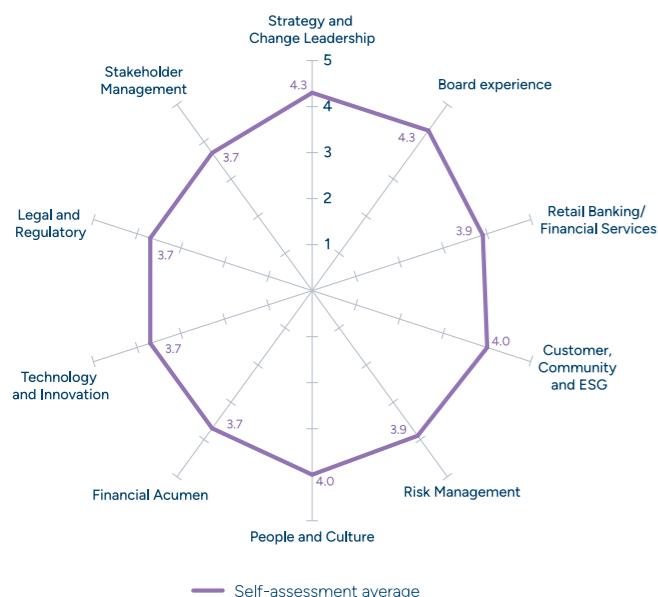 Strategy and
Change Leadership
5
Stakeholder
Management
4.3
Board experience
4
4.3
3.7
3
Legal and
Regulatory
2
Retail Banking/
Financial Services
3.9
3.7
1
4.0
3.7
Customer,
Community
and ESG
Technology
and Innovation
3.7
3.9
Financial Acumen
4.0
Risk Management
People and Culture
Self-assessment average